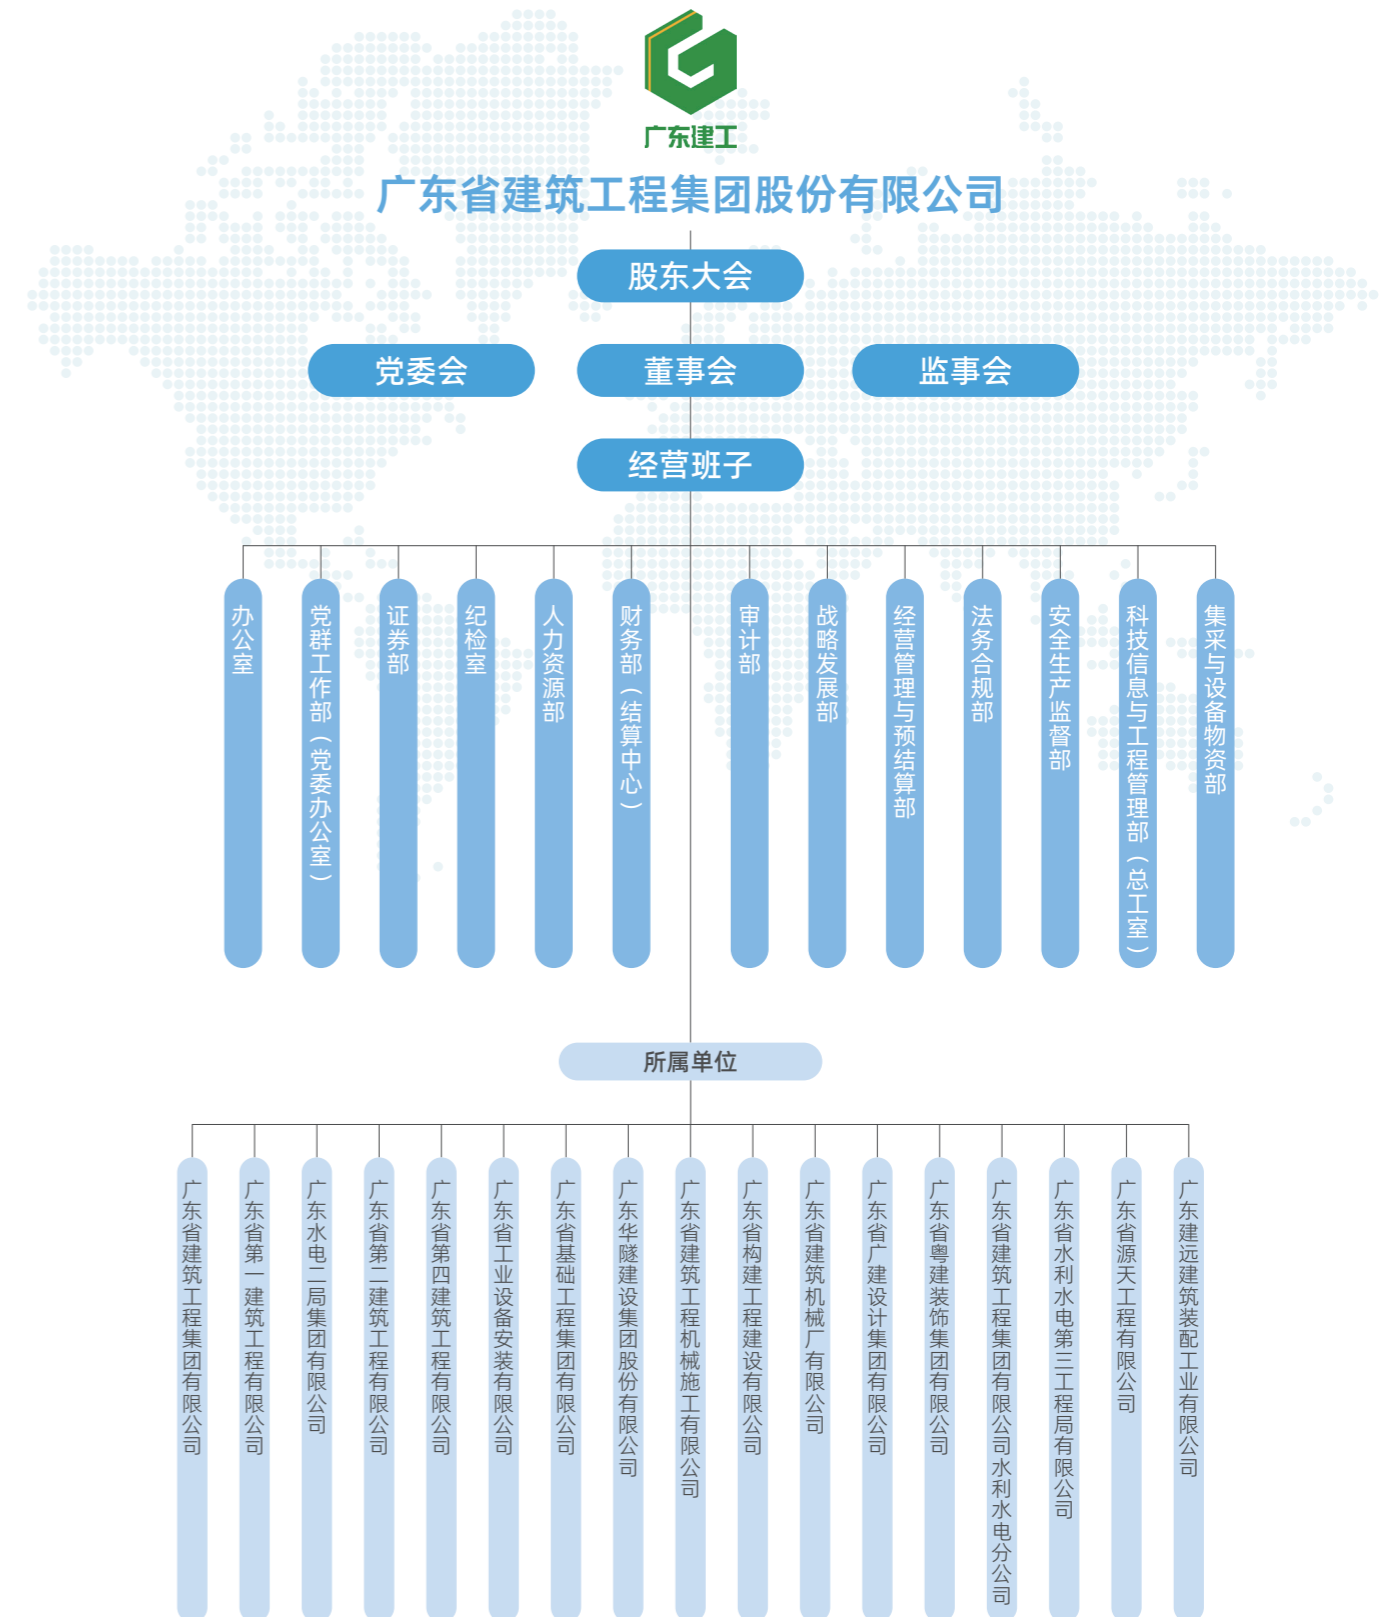 广东建工
广东省建筑工程集团股份有限公司
股东大会
党委会
董事会
监事会
经营班子
办公室
党群工作部（党委办公室）
证券部
纪检室
人力资源部
财务部（结算中心）
审计部
战略发展部
经营管理与预结算部
法务合规部
安全生产监督部
科技信息与工程管理部（总工室）
集采与设备物资部
所属单位
广东省建筑工程集团有限公司
广东省第一建筑工程有限公司
广东水电二局集团有限公司
广东省第二建筑工程有限公司
广东省第四建筑工程有限公司
广东省工业设备安装有限公司
广东省基础工程集团有限公司
广东华隧建设集团股份有限公司
广东省建筑工程机械施工有限公司
广东省构建工程建设有限公司
广东省建筑机械厂有限公司
广东省广建设计集团有限公司
广东省粤建装饰集团有限公司
广东省建筑工程集团有限公司水利水电分公司
广东省水利水电第三工程局有限公司
广东省源天工程有限公司
广东建远建筑装配工业有限公司